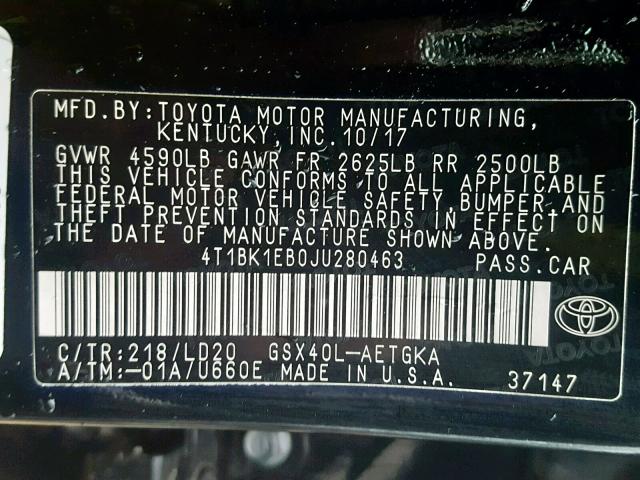 MFD.BY:TOYOTA MOTOR MANUFACTURING,
KENTUCKY,INC.10/17
GVWR 4590LB GAWR FR 2625LB RR 2500LB
THIS VEHICLE CONFORMS TO ALL APPLICABLE
FEDERAL MOTOR VEHICLE SAFETY,BUMPER,AND
THEFT PREVENTION STANDARDS IN EFFECT ON
THE DATE OF MANUFACTURE SHOWN ABOVE.
4T1BK1EB0JU280463 PASS.CAR
C/TR:218/LD20 GSX40L-AETGKA
A/TM:-01A/U660E MADE IN U.S.A. 37147